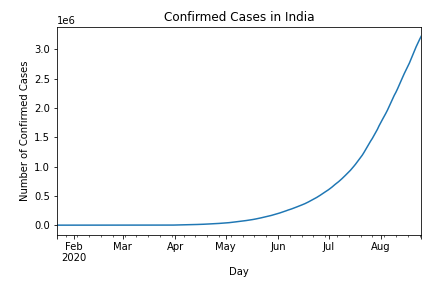 Confirmed Cases in India
1e6
3.0
2.5
2.0
1.5
1.0
0.5
0.0
Number of Confirmed Cases
Feb Mar Apr May Jun Jul Aug
2020
Day